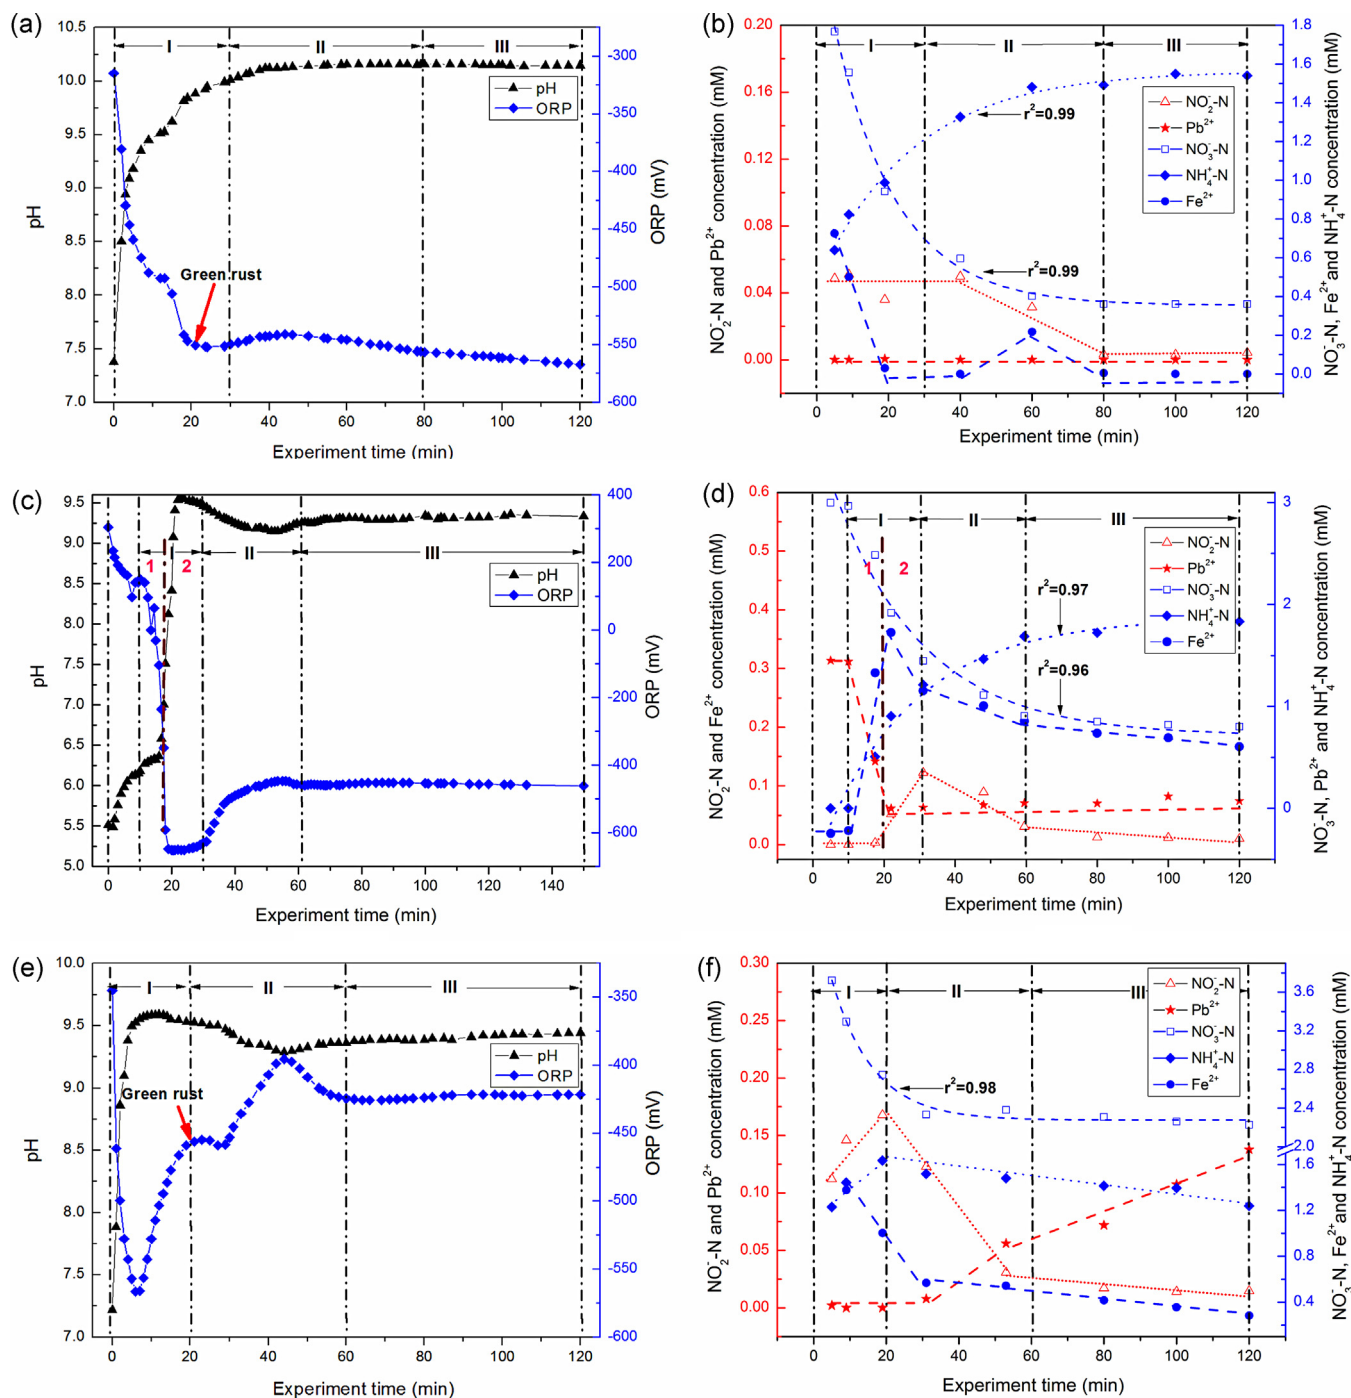 (a)
10.5
10.0
9.5
9.0
8.5
8.0
7.5
7.0
pH
I
II
III
pH
ORP
Green rust
-300
-350
-400
-450
-500
-550
-600
ORP (mV)
0 20 40 60 80 100 120
Experiment time (min)
(b)
0.20
0.16
0.12
0.08
0.04
0.00
NO₂⁻-N and Pb²⁺ concentration (mM)
I
II
III
NO₂⁻-N
Pb²⁺
NO₃⁻-N
NH₄⁺-N
Fe²⁺
r²=0.99
r²=0.99
1.8
1.6
1.4
1.2
1.0
0.8
0.6
0.4
0.2
0.0
NO₃⁻-N, Fe²⁺ and NH₄⁺-N concentration (mM)
0 20 40 60 80 100 120
Experiment time (min)
(c)
9.5
9.0
8.5
8.0
7.5
7.0
6.5
6.0
5.5
5.0
pH
I
II
III
1
2
pH
ORP
400
300
200
100
0
-100
-200
-300
-400
-500
-600
-700
ORP (mV)
0 20 40 60 80 100 120 140
Experiment time (min)
(d)
0.6
0.5
0.4
0.3
0.2
0.1
0.0
NO₂⁻-N and Fe²⁺ concentration (mM)
I
II
III
1
2
NO₂⁻-N
Pb²⁺
NO₃⁻-N
NH₄⁺-N
Fe²⁺
r²=0.97
r²=0.96
3
2
1
0
NO₃⁻-N, Pb²⁺ and NH₄⁺-N concentration (mM)
0 20 40 60 80 100 120
Experiment time (min)
(e)
10.0
9.5
9.0
8.5
8.0
7.5
7.0
pH
I
II
III
pH
ORP
Green rust
-350
-400
-450
-500
-550
-600
ORP (mV)
0 20 40 60 80 100 120
Experiment time (min)
(f)
0.30
0.25
0.20
0.15
0.10
0.05
0.00
NO₂⁻-N and Pb²⁺ concentration (mM)
I
II
III
NO₂⁻-N
Pb²⁺
NO₃⁻-N
NH₄⁺-N
Fe²⁺
r²=0.98
3.6
3.2
2.8
2.4
2.0
1.6
1.2
0.8
0.4
NO₃⁻-N, Fe²⁺ and NH₄⁺-N concentration (mM)
0 20 40 60 80 100 120
Experiment time (min)